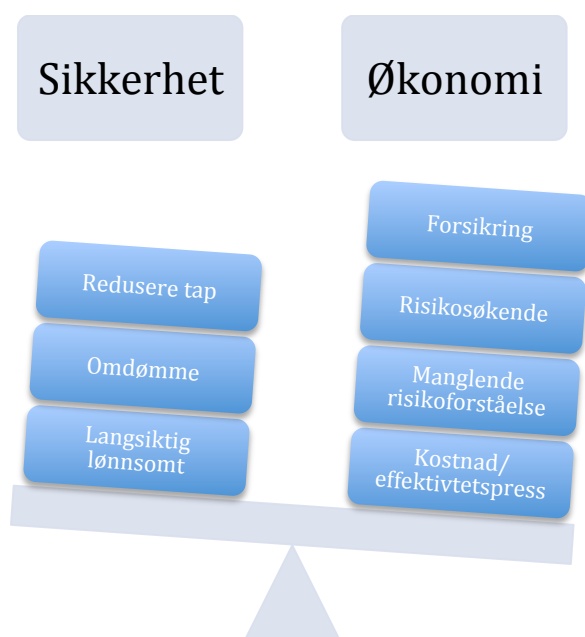 Sikkerhet
Økonomi
Redusere tap
Omdømme
Langsiktig
lønnsomt
Forsikring
Risikosøkende
Manglende
risikoforståelse
Kostnad/
effektivtetspress